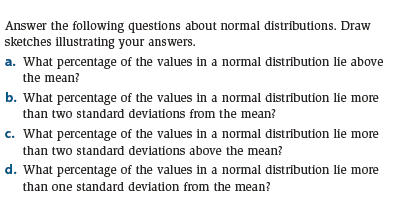 Answer the following questions about normal distributions. Draw
sketches illustrating your answers.
a. What percentage of the values in a normal distribution lie above
the mean?
b. What percentage of the values in a normal distribution lie more
than two standard deviations from the mean?
c. What percentage of the values in a normal distribution lie more
than two standard deviations above the mean?
d. What percentage of the values in a normal distribution lie more
than one standard deviation from the mean?